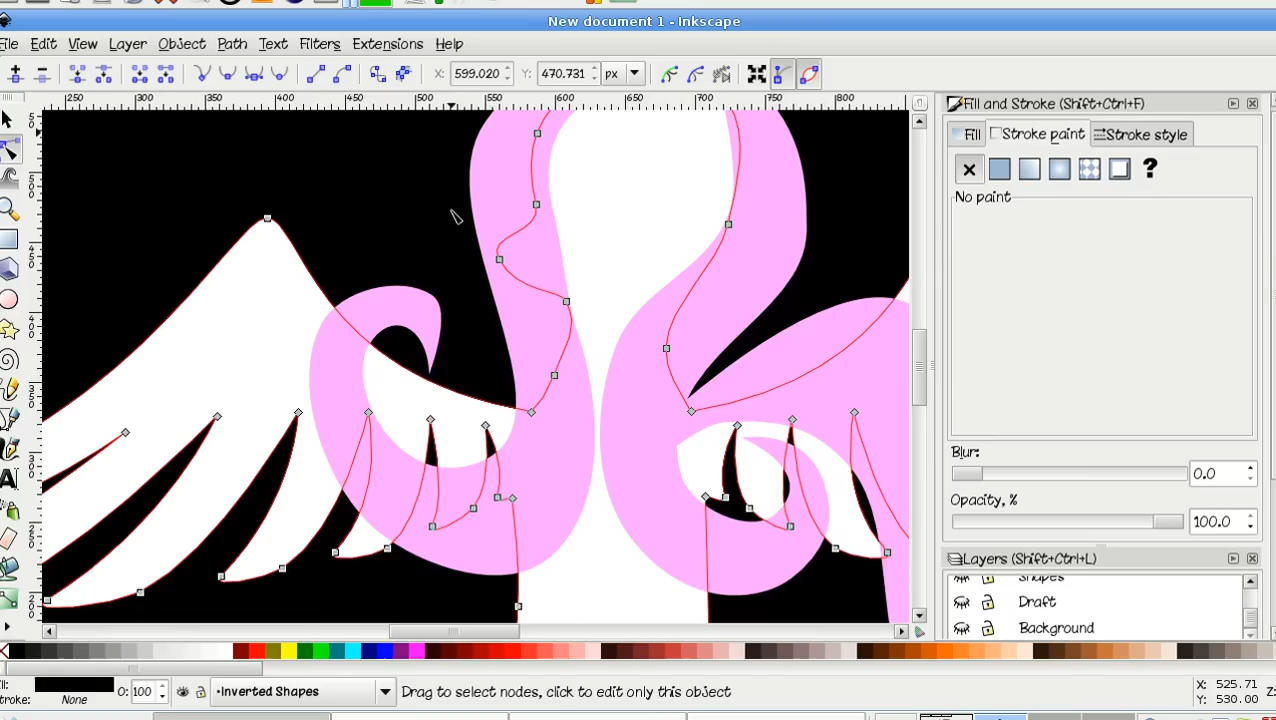 New document 1 - Inkscape
File Edit View Layer Object Path Text Filters Extensions Help
X: 599.020 Y: 470.731 px
250 300 350 400 450 500 550 600 650 700 750 800
Fill and Stroke (Shift+Ctrl+F)
Fill Stroke paint Stroke style
?
No paint
Blur:
0.0
Opacity, %
100.0
Layers (Shift+Ctrl+L)
Shapes
Draft
Background
Fill:
Stroke: None
O: 100
•Inverted Shapes
Drag to select nodes, click to edit only this object
X: 525.71
Y: 530.00
Z: